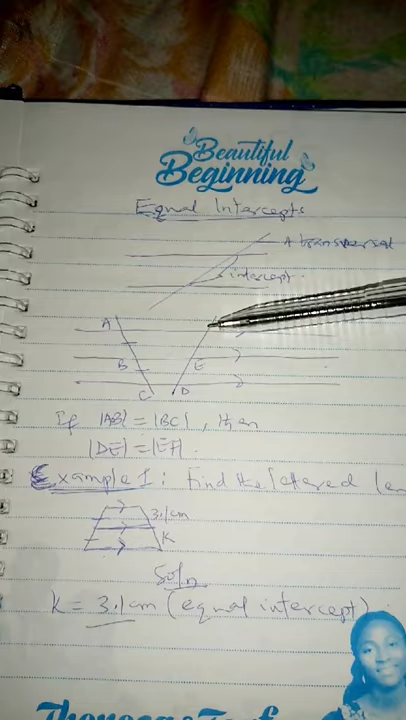 Beautiful
Beginning
Equal Intercepts
A transversal
intercept.
A
B
E
C
D
If |AB| = |BC|, then
|DE| = |EF|.
Example 1: Find the lettered
3.1cm
K
Soln
K = 3.1cm (equal intercept)